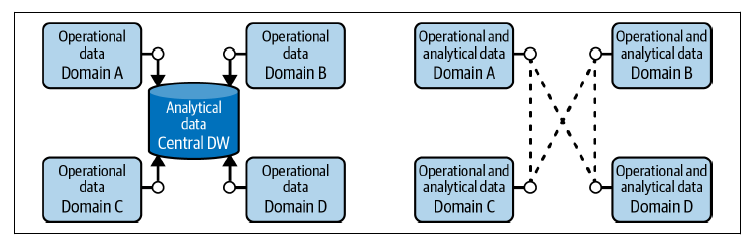 Operational
data
Domain A
Operational
data
Domain B
Analytical
data
Central DW
Operational
data
Domain C
Operational
data
Domain D
Operational and
analytical data
Domain A
Operational and
analytical data
Domain B
Operational and
analytical data
Domain C
Operational and
analytical data
Domain D